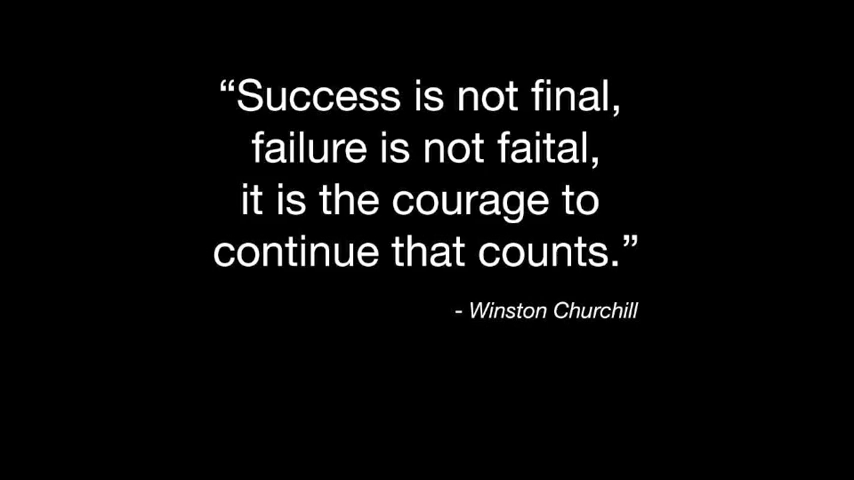 “Success is not final,
failure is not faital,
it is the courage to
continue that counts.”
- Winston Churchill